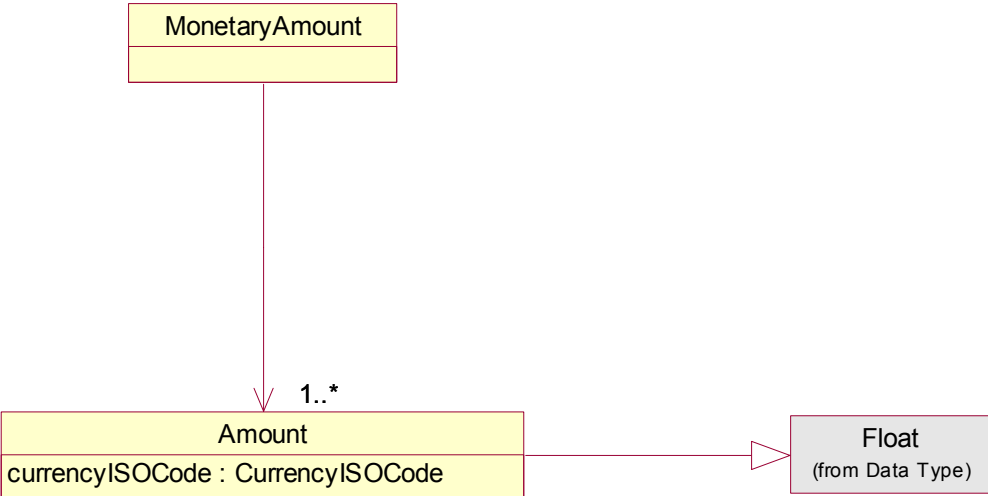 MonetaryAmount
1..*
Amount
currencyISOCode : CurrencyISOCode
Float
(from Data Type)